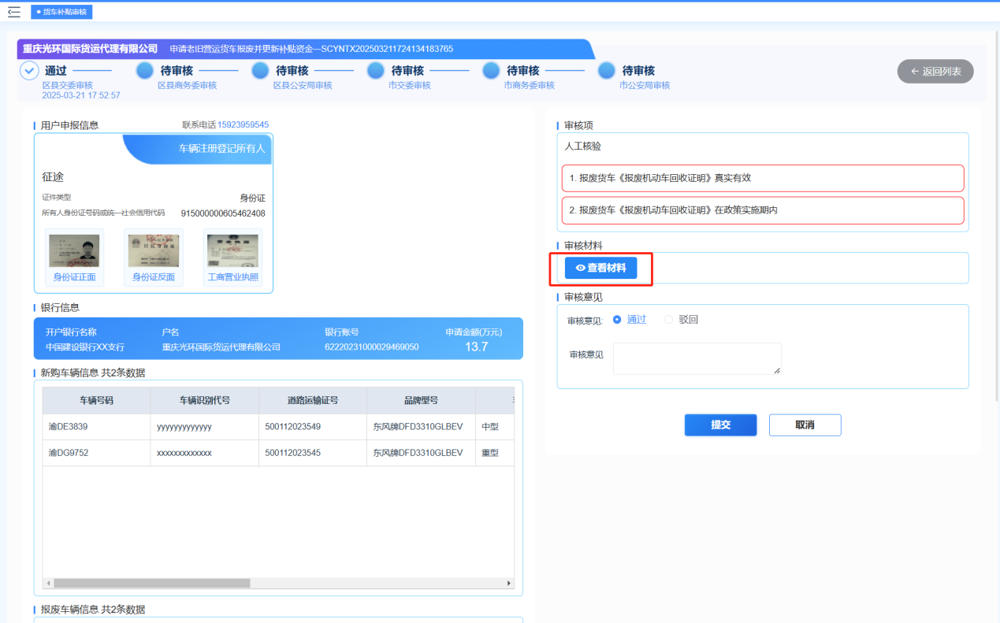 货车补贴审核
重庆光环国际货运代理有限公司 申请老旧营运货车报废并更新补贴资金—SCYNTX202503211724134183765
通过 待审核 待审核 待审核 待审核 待审核
区县交委审核 区县商务委审核 区县公安局审核 市交委审核 市商务委审核 市公安局审核
2025-03-21 17:52:57
返回列表
用户申报信息 联系电话 15923959545
车辆注册登记所有人
征途
证件类型 身份证
所有人身份证号码或统一社会信用代码 915000000605462408
身份证正面 身份证反面 工商营业执照
银行信息
开户银行名称 户名 银行账号 申请金额(万元)
中国建设银行XX支行 重庆光环国际货运代理有限公司 62220231000029469050 13.7
新购车辆信息 共2条数据
车辆号码 车辆识别代号 道路运输证号 品牌型号
渝DE3839 yyyyyyyyyyyyy 500112023549 东风牌DFD3310GLBEV 中型
渝DG9752 xxxxxxxxxxxxx 500112023545 东风牌DFD3310GLBEV 重型
报废车辆信息 共2条数据
审核项
人工核验
1. 报废货车《报废机动车回收证明》真实有效
2. 报废货车《报废机动车回收证明》在政策实施期内
审核材料
查看材料
审核意见
审核意见: 通过 驳回
审核意见
提交 取消